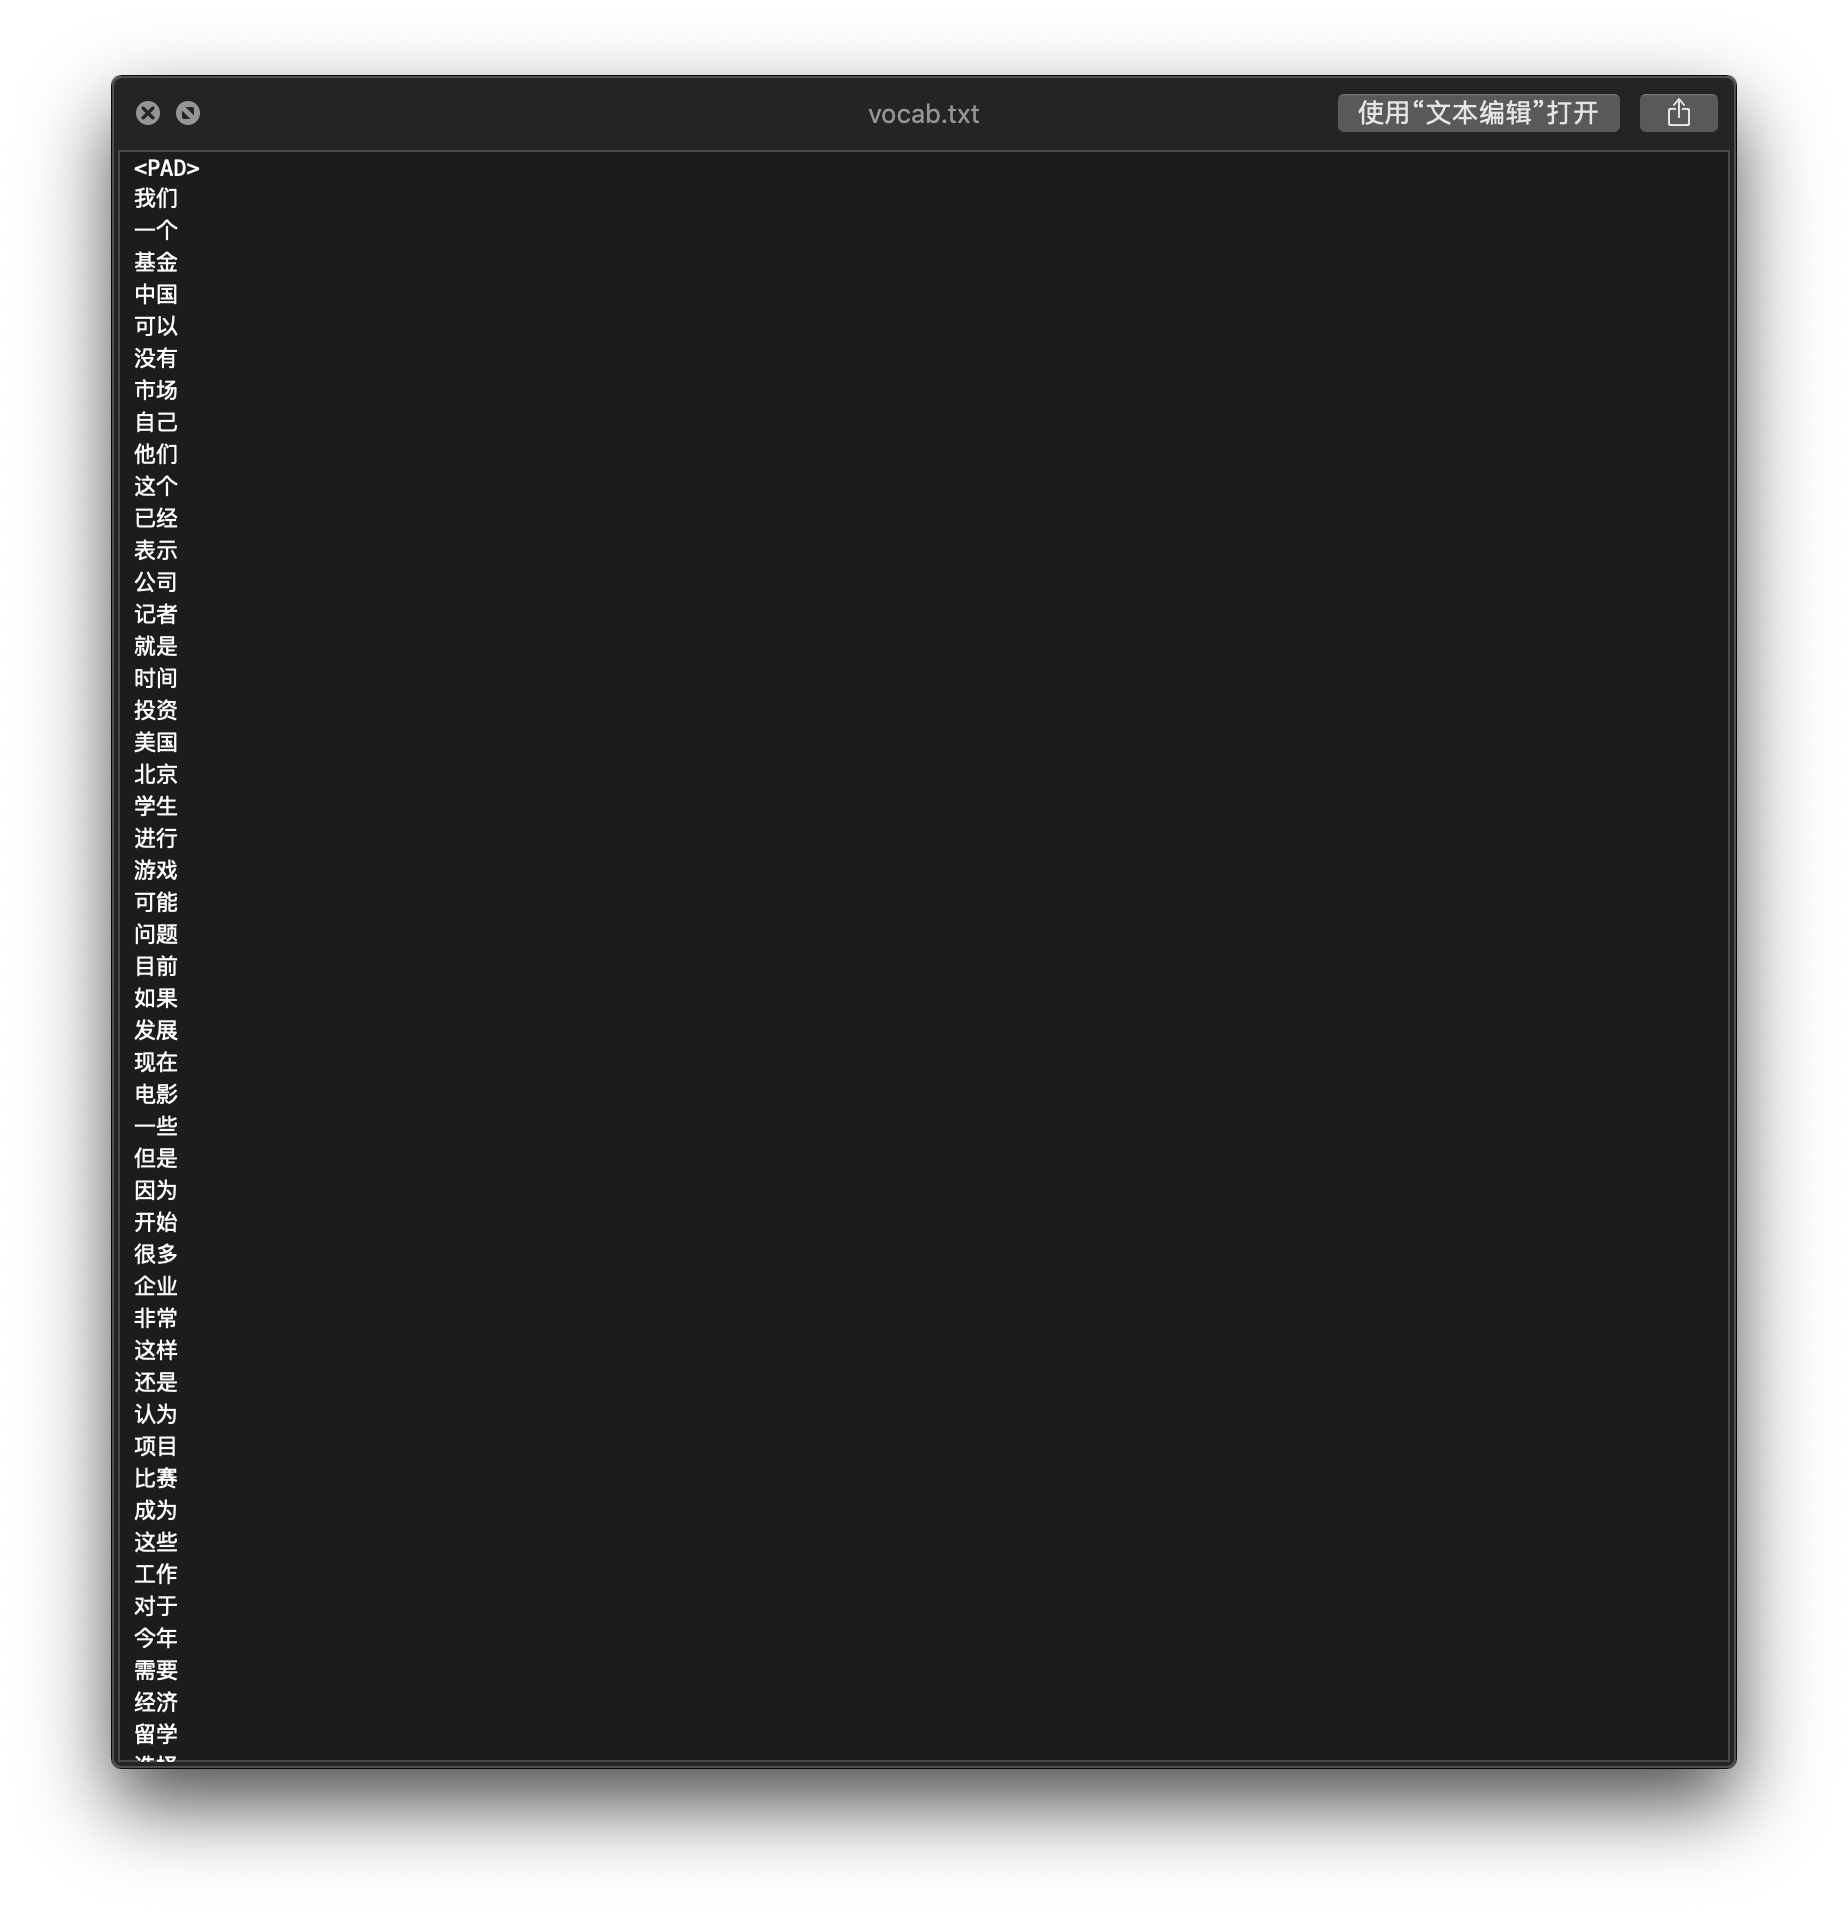 vocab.txt
使用“文本编辑”打开
<PAD>
我们
一个
基金
中国
可以
没有
市场
自己
他们
这个
已经
表示
公司
记者
就是
时间
投资
美国
北京
学生
进行
游戏
可能
问题
目前
如果
发展
现在
电影
一些
但是
因为
开始
很多
企业
非常
这样
还是
认为
项目
比赛
成为
这些
工作
对于
今年
需要
经济
留学